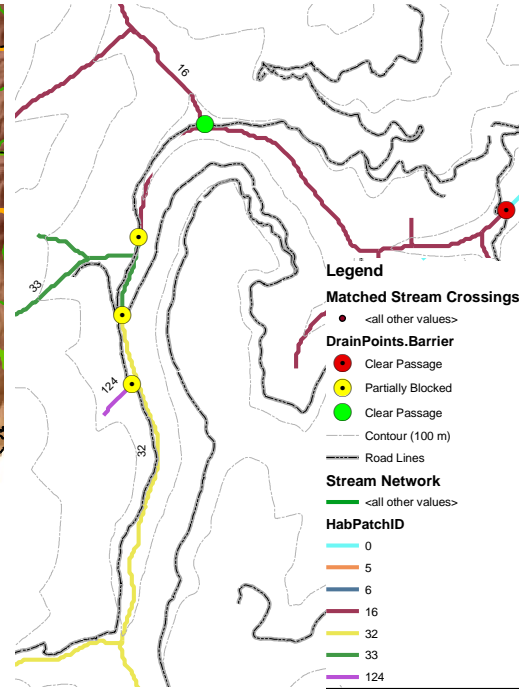 16
33
124
32
Legend
Matched Stream Crossings
<all other values>
DrainPoints.Barrier
Clear Passage
Partially Blocked
Clear Passage
Contour (100 m)
Road Lines
Stream Network
<all other values>
HabPatchID
0
5
6
16
32
33
124